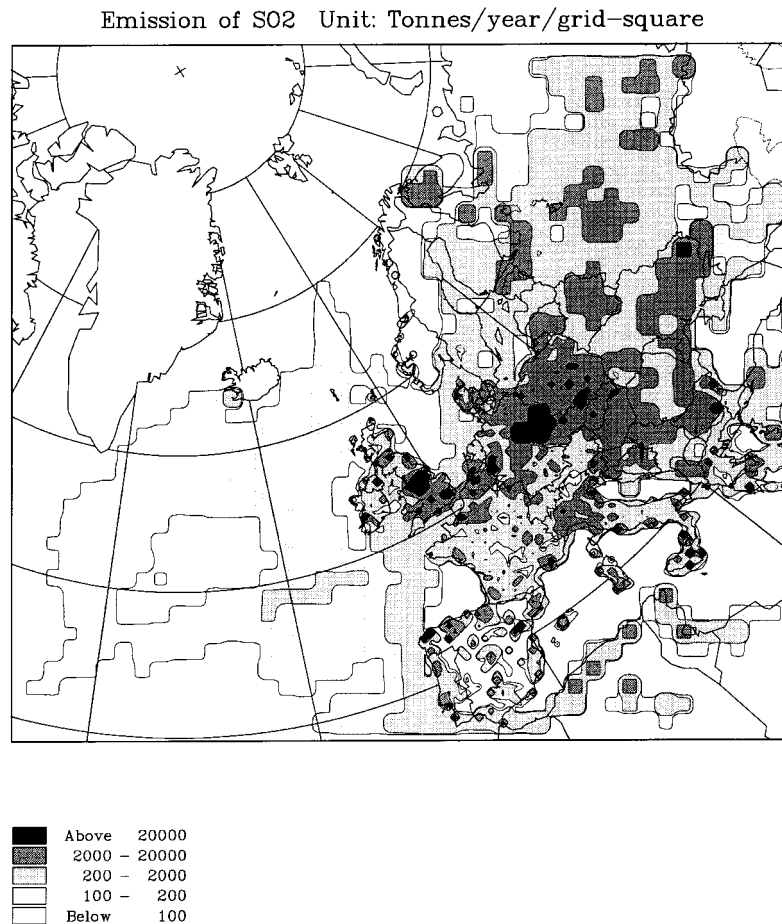 Emission of SO2 Unit: Tonnes/year/grid-square
Above 20000
2000 - 20000
200 - 2000
100 - 200
Below 100